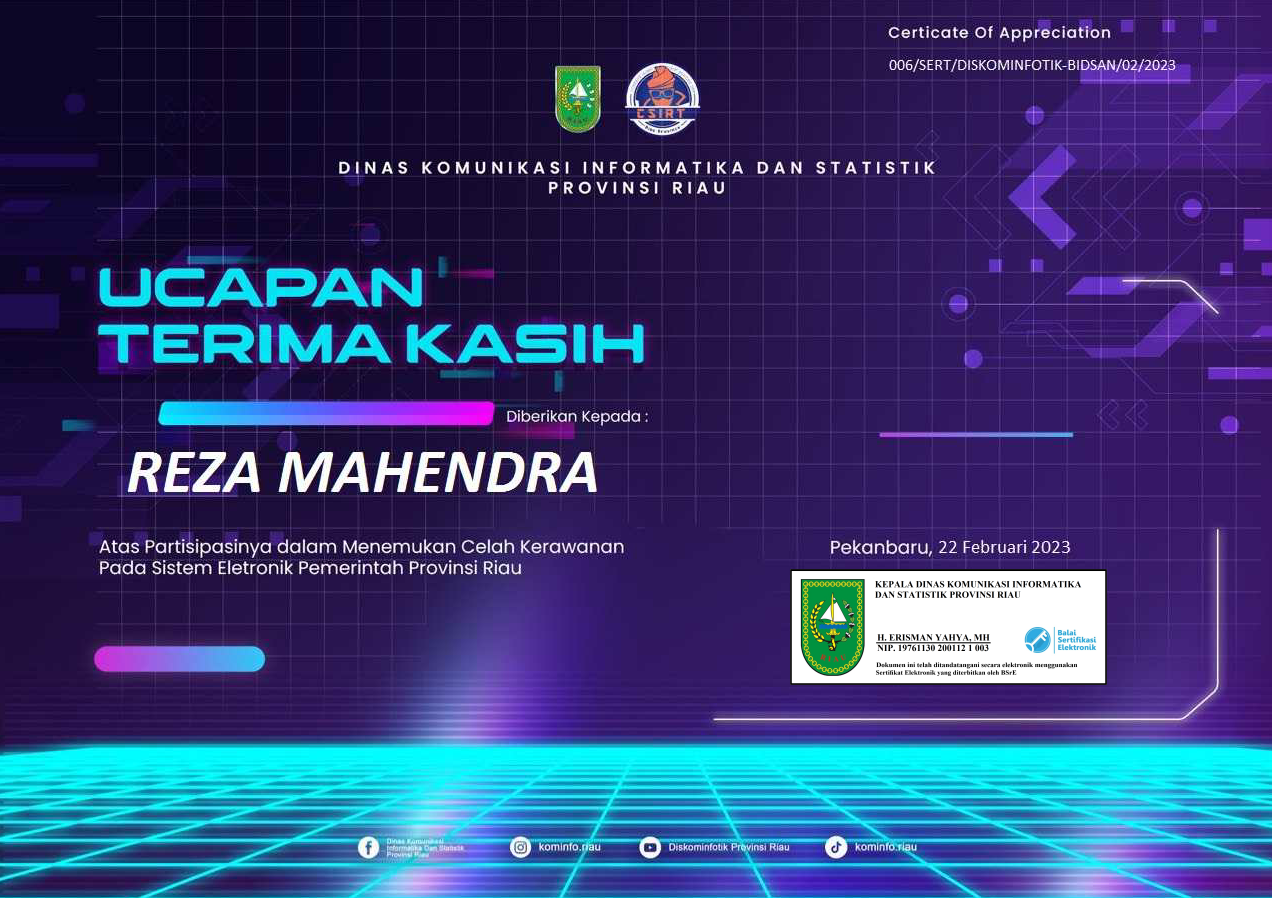 Certicate Of Appreciation
006/SERT/DISKOMINFOTIK-BIDSAN/02/2023
CSIRT
DINAS KOMUNIKASI INFORMATIKA DAN STATISTIK
PROVINSI RIAU
UCAPAN
TERIMA KASIH
Diberikan Kepada :
REZA MAHENDRA
Atas Partisipasinya dalam Menemukan Celah Kerawanan
Pada Sistem Eletronik Pemerintah Provinsi Riau
Pekanbaru, 22 Februari 2023
KEPALA DINAS KOMUNIKASI INFORMATIKA
DAN STATISTIK PROVINSI RIAU
H. ERISMAN YAHYA, MH
NIP. 19761130 200112 1 003
Balai
Sertifikasi
Elektronik
Dokumen ini telah ditandatangani secara elektronik menggunakan
Sertifikat Elektronik yang diterbitkan oleh BSrE
Dinas Komunikasi
Informatika Dan Statistik
Provinsi Riau
kominfo.riau
Diskominfotik Provinsi Riau
kominfo.riau